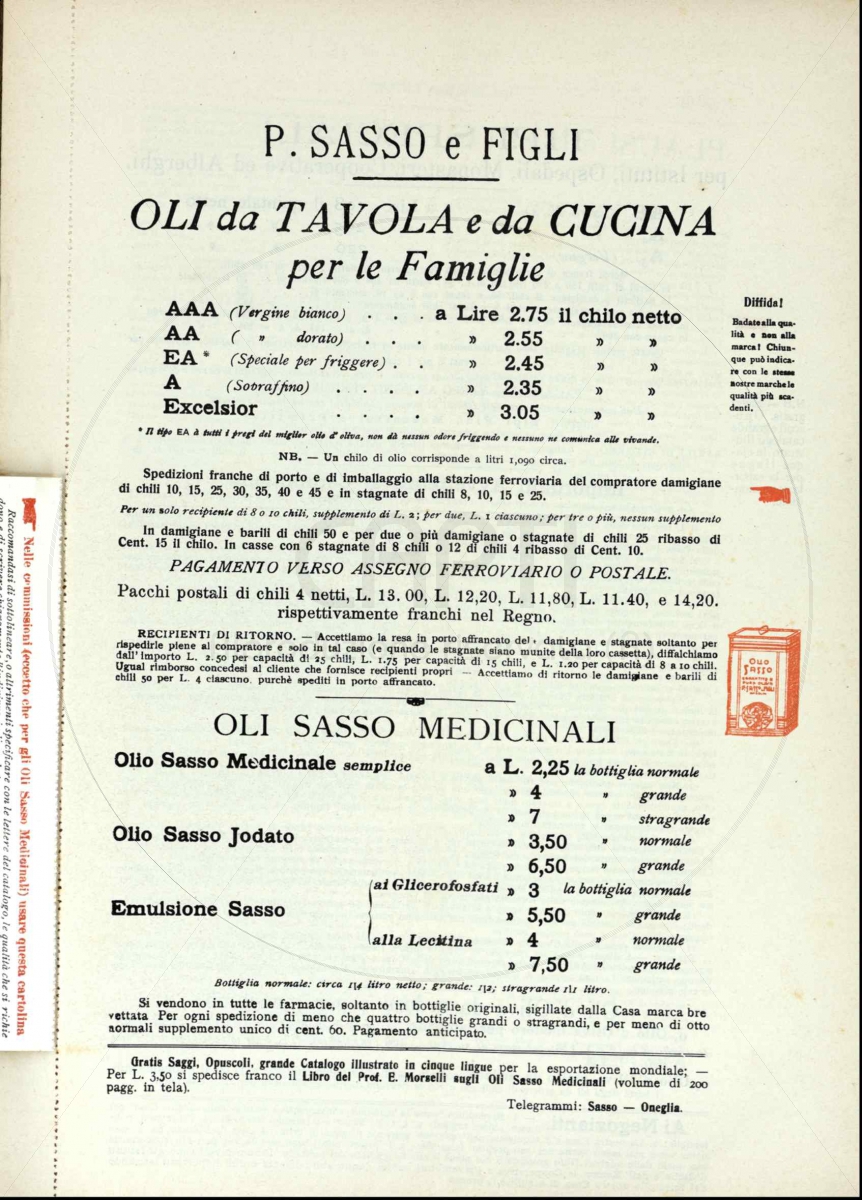 P. SASSO e FIGLI
OLI da TAVOLA e da CUCINA
per le Famiglie
AAA (Vergine bianco) . . . a Lire 2.75 il chilo netto
AA ( » dorato) . . . » 2.55 » »
EA * (Speciale per friggere) . . » 2.45 » »
A (Sobraffino) . . . . » 2.35 » »
Excelsior . . . . » 3.05 » »
* Il tipo EA à tutti i pregi del miglior olio d'oliva, non dà nessun odore friggendo e nessuno ne comunica alle vivande.
NB. — Un chilo di olio corrisponde a litri 1,090 circa.
Diffida!
Badate alla qua-
lità e non alla
marca! Chiun-
que può indica-
re con le stesse
nostre marche le
qualità più sca-
denti.
Spedizioni franche di porto e di imballaggio alla stazione ferroviaria del compratore damigiane
di chili 10, 15, 25, 30, 35, 40 e 45 e in stagnate di chili 8, 10, 15 e 25.
Per un solo recipiente di 8 o 10 chili, supplemento di L. 2; per due, L. 1 ciascuno; per tre o più, nessun supplemento
In damigiane e barili di chili 50 e per due o più damigiane o stagnate di chili 25 ribasso di
Cent. 15 il chilo. In casse con 6 stagnate di 8 chili o 12 di chili 4 ribasso di Cent. 10.
PAGAMENTO VERSO ASSEGNO FERROVIARIO O POSTALE.
Pacchi postali di chili 4 netti, L. 13.00, L. 12,20, L. 11,80, L. 11.40, e 14,20.
rispettivamente franchi nel Regno.
RECIPIENTI DI RITORNO. — Accettiamo la resa in porto affrancato del damigiane e stagnate soltanto per
rispedirle piene al compratore e solo in tal caso (e quando le stagnate siano munite della loro cassetta), diffalchiamo
dall'importo L. 2.50 per capacità di 25 chili, L. 1.75 per capacità di 15 chili, e L. 1.20 per capacità di 8 a 10 chili.
Ugual rimborso concedesi al cliente che fornisce recipienti propri — Accettiamo di ritorno le damigiane e barili di
chili 50 per L. 4 ciascuno. purchè spediti in porto affrancato.
OLIO
SASSO
OLI SASSO MEDICINALI
Olio Sasso Medicinale semplice a L. 2,25 la bottiglia normale
» 4 » grande
» 7 » stragrande
Olio Sasso Jodato » 3,50 » normale
» 6,50 » grande
Emulsione Sasso
ai Glicerofosfati » 3 la bottiglia normale
» 5,50 » grande
alla Lecitina » 4 » normale
» 7,50 » grande
Bottiglia normale: circa 1\4 litro netto; grande: 1\2; stragrande 1\1 litro.
Si vendono in tutte le farmacie, soltanto in bottiglie originali, sigillate dalla Casa marca bre
vettata Per ogni spedizione di meno che quattro bottiglie grandi o stragrandi, e per meno di otto
normali supplemento unico di cent. 60. Pagamento anticipato.
Gratis Saggi, Opuscoli, grande Catalogo illustrato in cinque lingue per la esportazione mondiale; —
Per L. 3,50 si spedisce franco il Libro del Prof. E. Morselli sugli Oli Sasso Medicinali (volume di 200
pagg. in tela).
Telegrammi: Sasso — Oneglia.
Nelle commissioni (eccetto che per gli Oli Sasso Medicinali) usare questa cartolina
Raccomandasi di sottolineare, o altrimenti specificare con le lettere del catalogo, le qualità che si richie